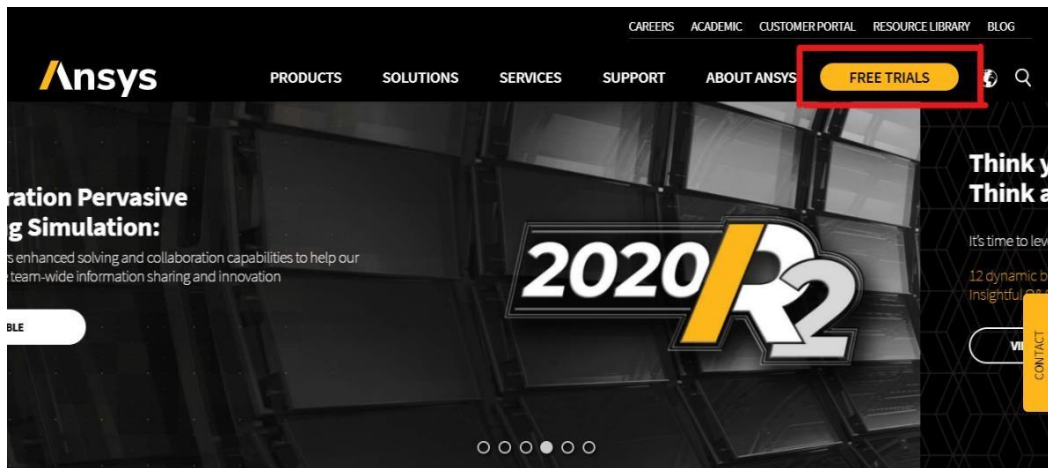 CAREERS ACADEMIC CUSTOMER PORTAL RESOURCE LIBRARY BLOG
Ansys PRODUCTS SOLUTIONS SERVICES SUPPORT ABOUT ANSYS FREE TRIALS
ration Pervasive
g Simulation:
s enhanced solving and collaboration capabilities to help our
team-wide information sharing and innovation
BLE
2020 R2
Think y
Think a
It's time to lev
12 dynamic b
Insightful
VI
CONTACT